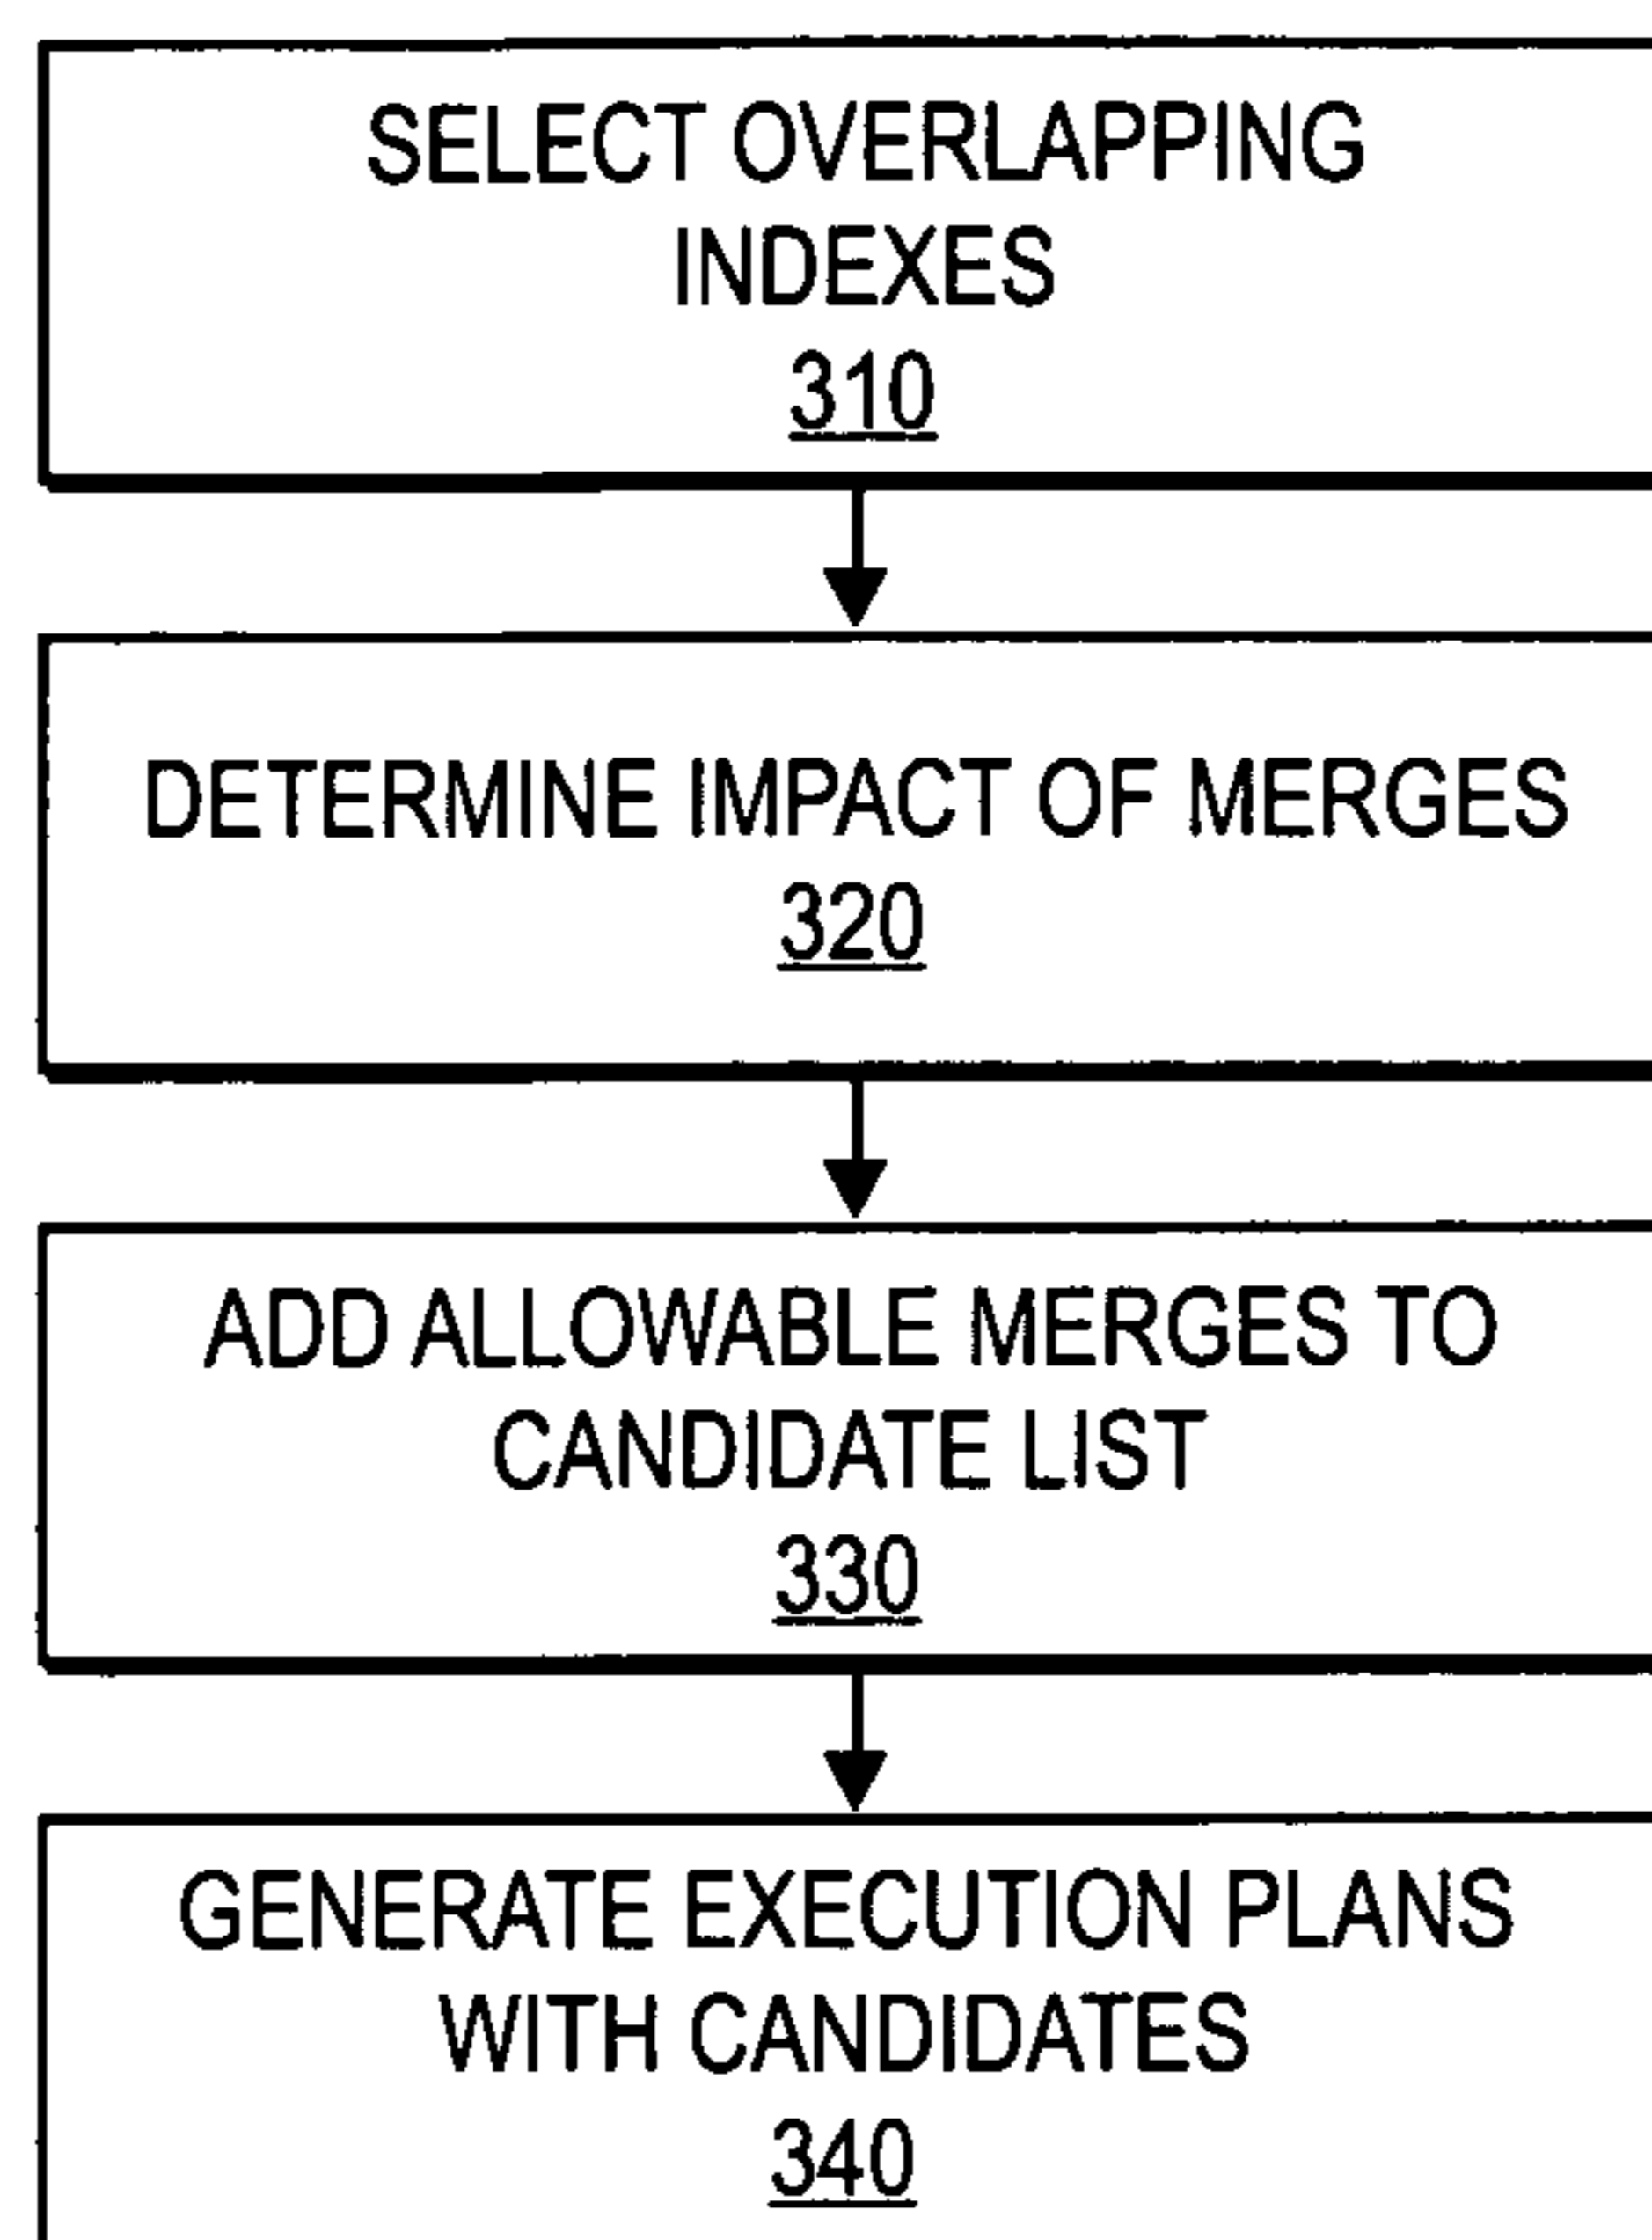 SELECT OVERLAPPING
INDEXES
310
DETERMINE IMPACT OF MERGES
320
ADD ALLOWABLE MERGES TO
CANDIDATE LIST
330
GENERATE EXECUTION PLANS
WITH CANDIDATES
340